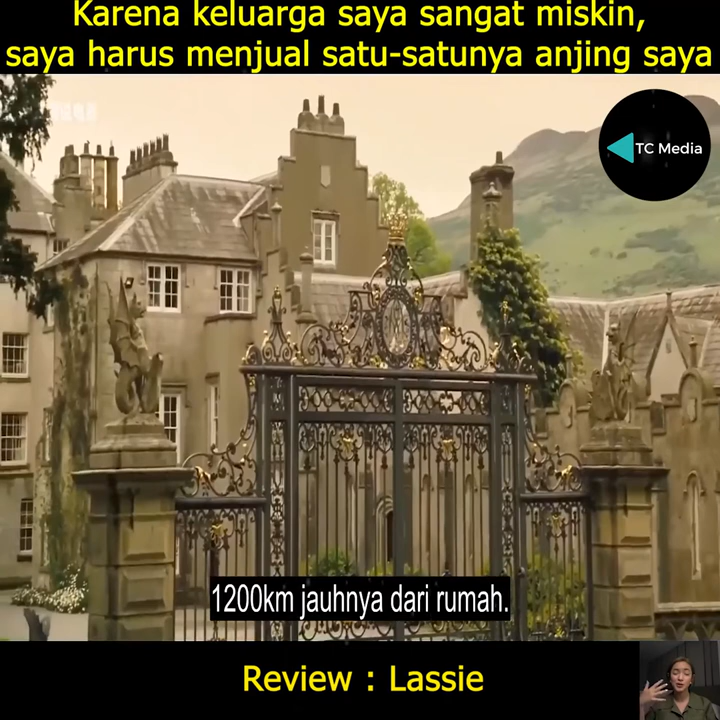 Karena keluarga saya sangat miskin,
saya harus menjual satu-satunya anjing saya
TC Media
1200km jauhnya dari rumah.
Review : Lassie